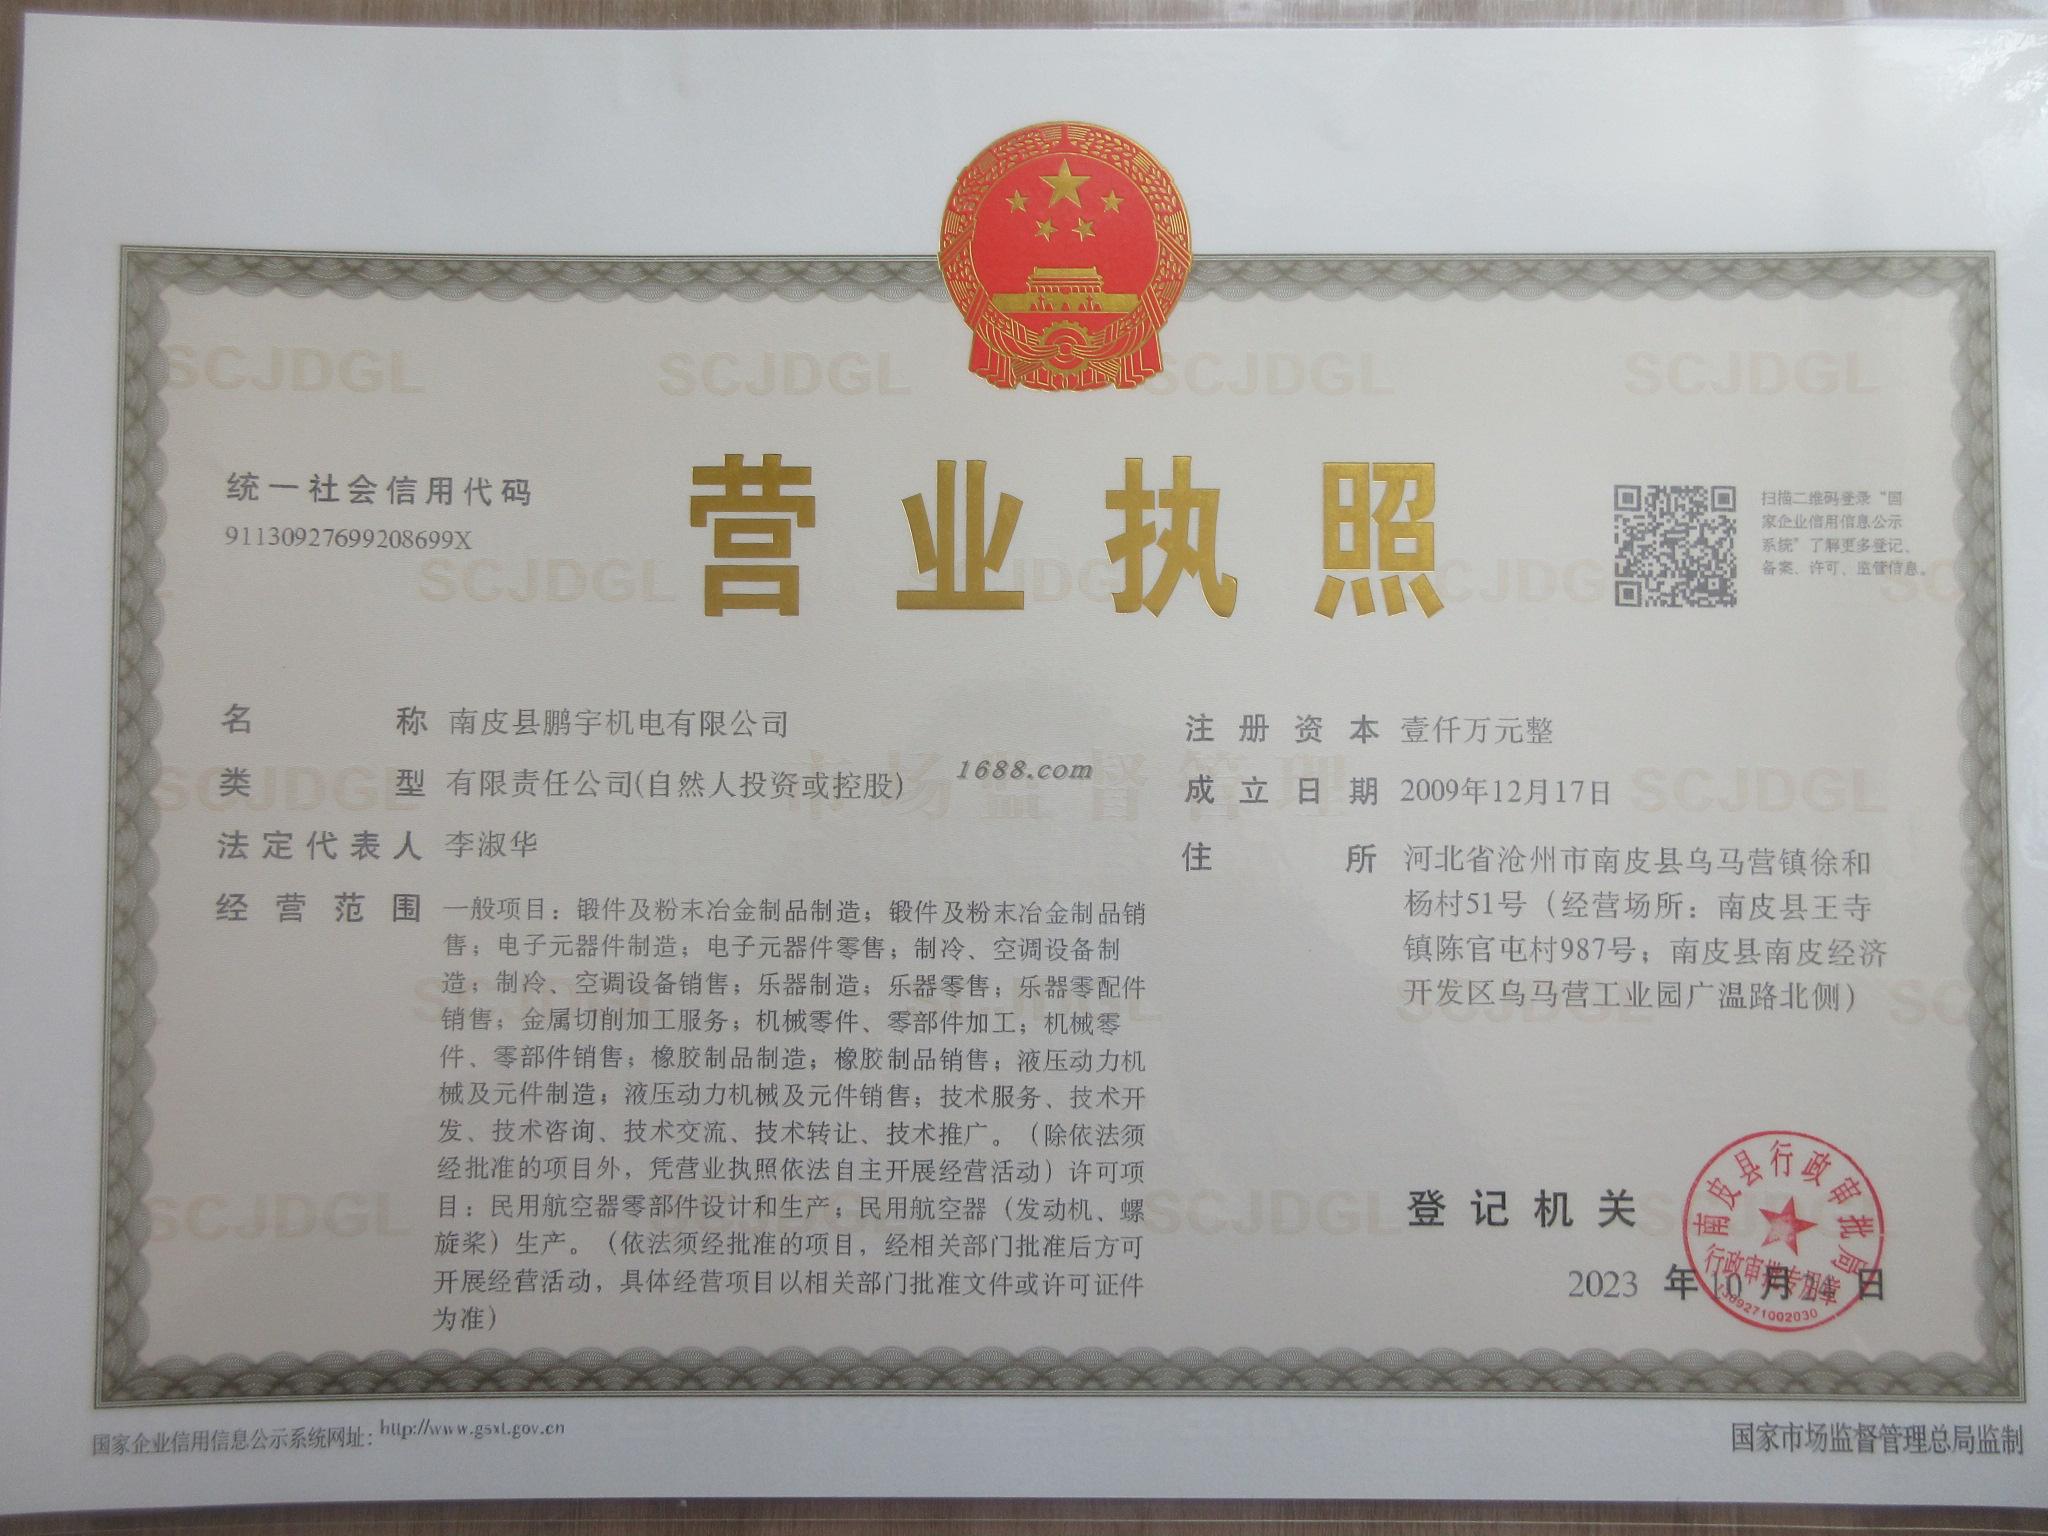 SCJDGL SCJDGL SCJDGL SCJDGL
营业执照
统一社会信用代码
91130927699208699X
扫描二维码登录“国
家企业信用信息公示
系统”了解更多登记、
备案、许可、监管信息。
名称 南皮县鹏宇机电有限公司
类型 有限责任公司(自然人投资或控股)
法定代表人 李淑华
经营范围 一般项目：锻件及粉末冶金制品制造；锻件及粉末冶金制品销
售；电子元器件制造；电子元器件零售；制冷、空调设备制
造；制冷、空调设备销售；乐器制造；乐器零售；乐器零配件
销售；金属切削加工服务；机械零件、零部件加工；机械零
件、零部件销售；橡胶制品制造；橡胶制品销售；液压动力机
械及元件制造；液压动力机械及元件销售；技术服务、技术开
发、技术咨询、技术交流、技术转让、技术推广。（除依法须
经批准的项目外，凭营业执照依法自主开展经营活动）许可项
目：民用航空器零部件设计和生产；民用航空器（发动机、螺
旋桨）生产。（依法须经批准的项目，经相关部门批准后方可
开展经营活动，具体经营项目以相关部门批准文件或许可证件
为准）
1688.com
市场监督管理
注册资本 壹仟万元整
成立日期 2009年12月17日
住所 河北省沧州市南皮县乌马营镇徐和
杨村51号（经营场所：南皮县王寺
镇陈官屯村987号；南皮县南皮经济
开发区乌马营工业园广温路北侧）
登记机关
南皮县行政审批局
行政审批专用章
1309271002030
2023 年 10 月 日
国家企业信用信息公示系统网址：http://www.gsxt.gov.cn
国家市场监督管理总局监制